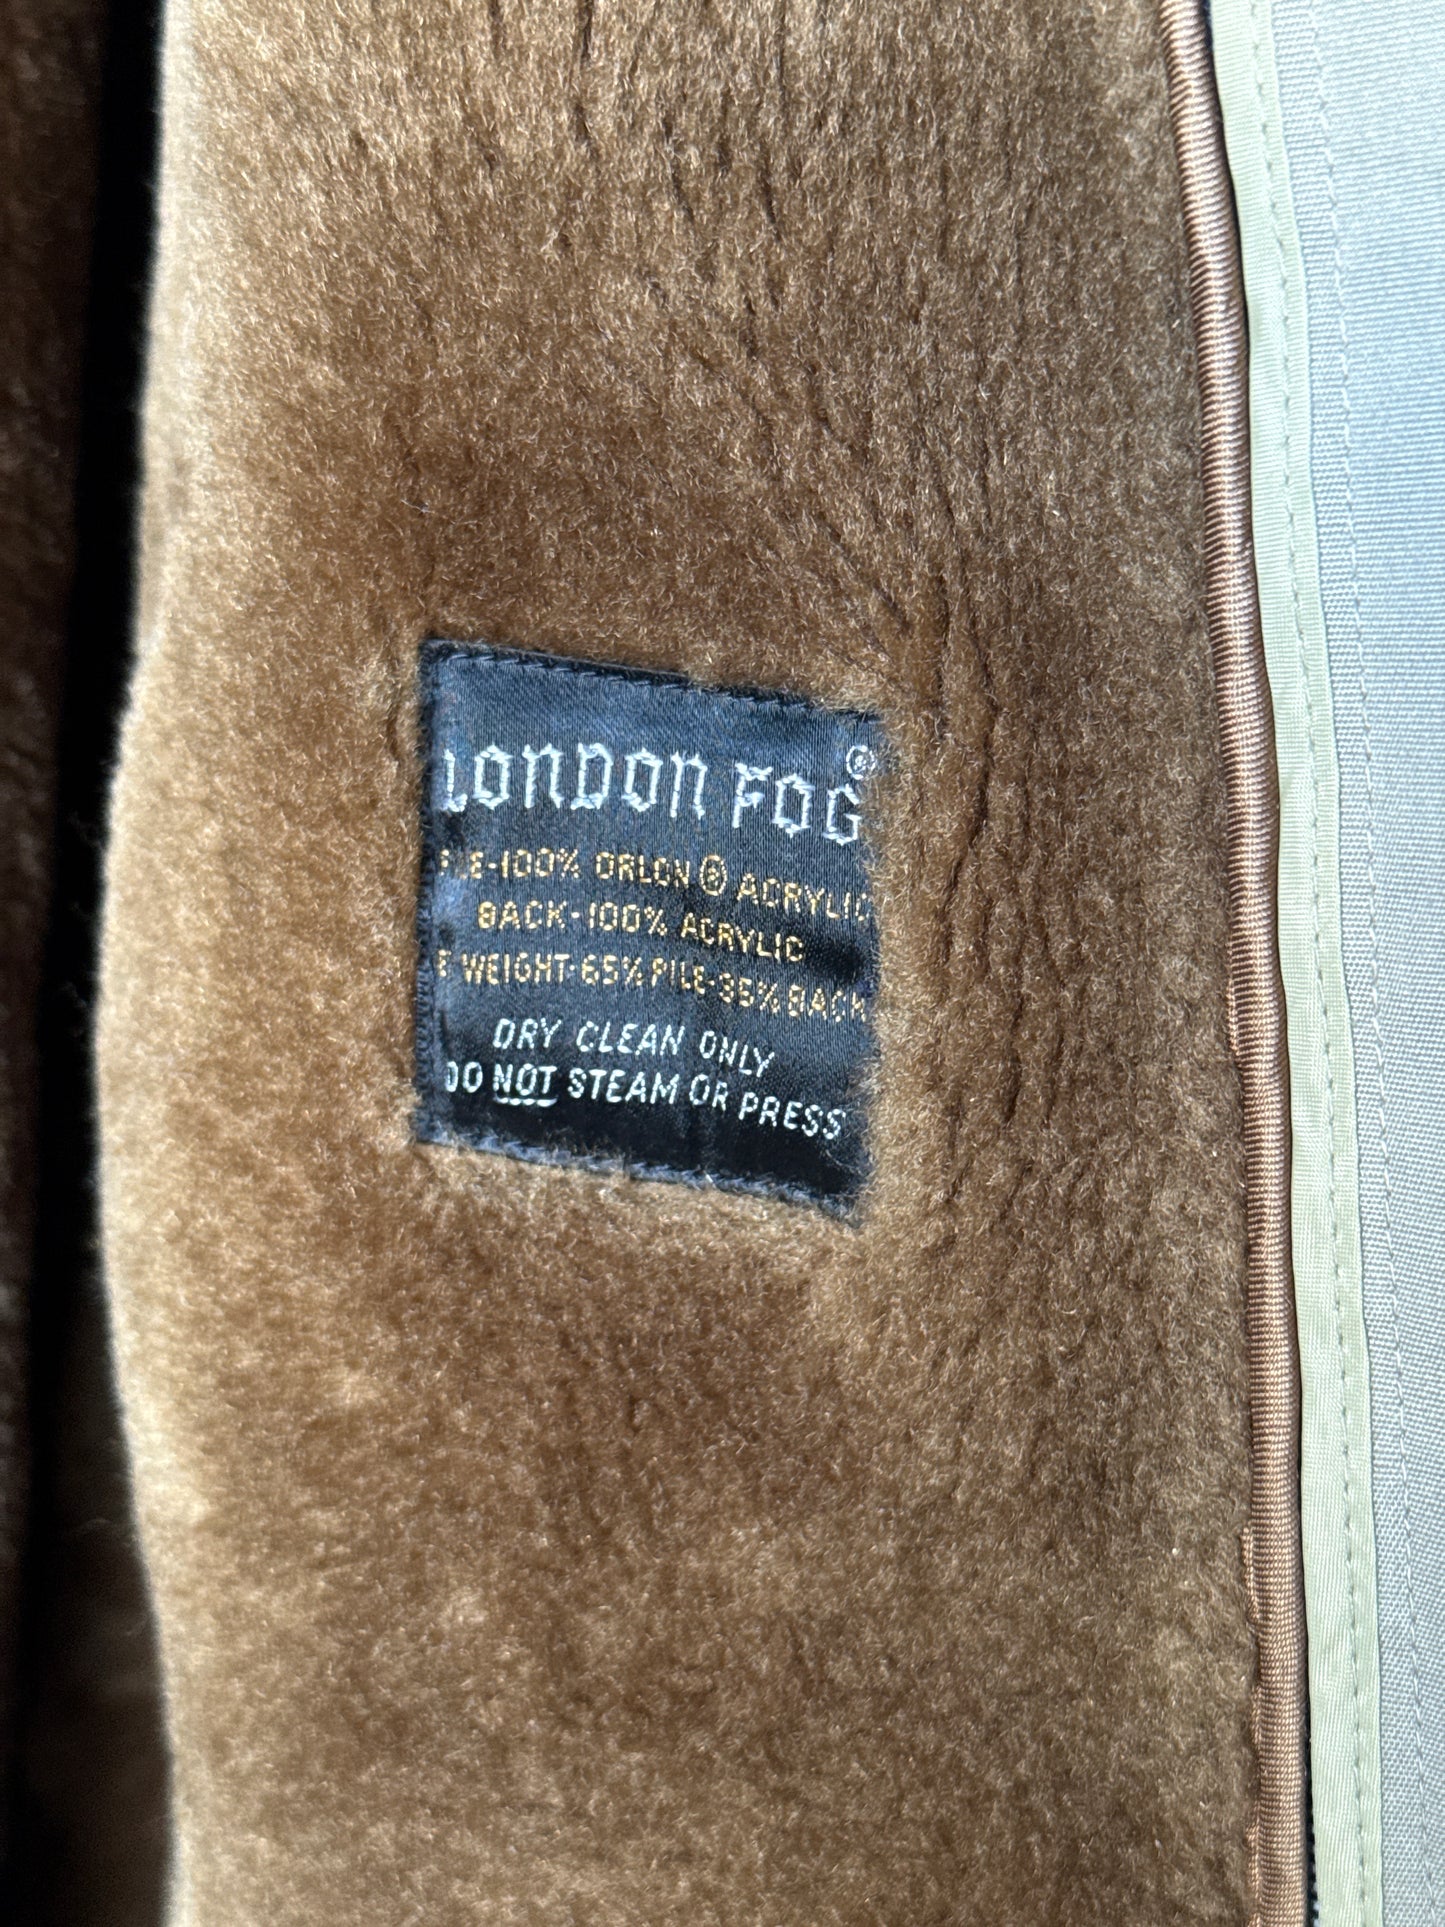 LONDON FOG®
-100% ORLON ® ACRYLIC
BACK-100% ACRYLIC
WEIGHT-65% PILE-35% BACK
DRY CLEAN ONLY
DO NOT STEAM OR PRESS